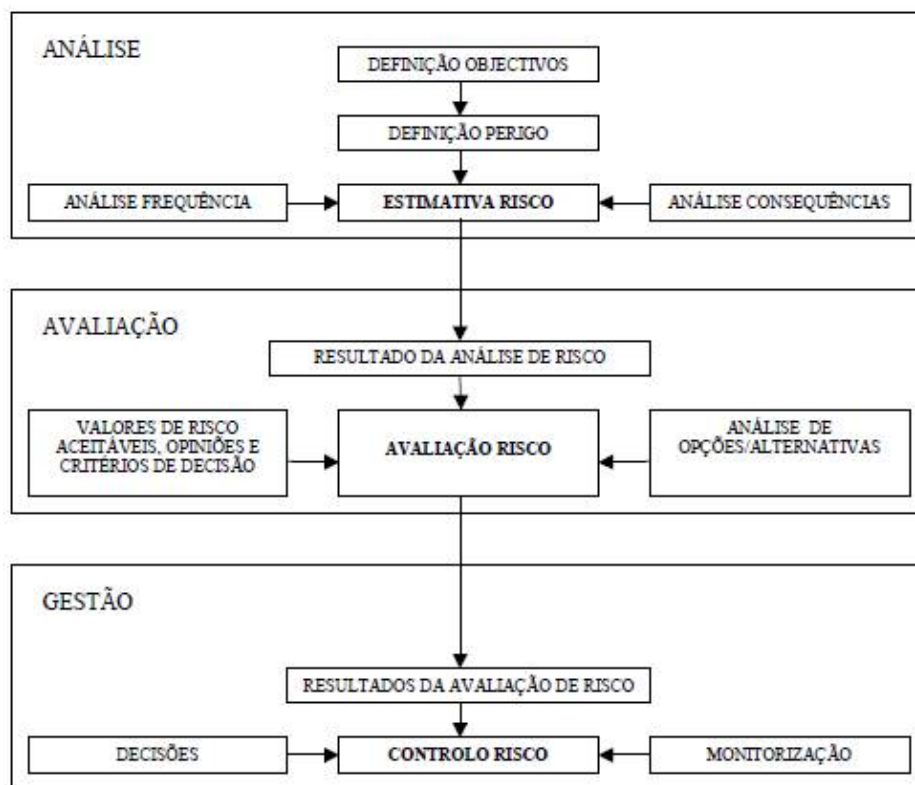 ANÁLISE
DEFINIÇÃO OBJECTIVOS
DEFINIÇÃO PERIGO
ANÁLISE FREQUÊNCIA
ESTIMATIVA RISCO
ANÁLISE CONSEQUÊNCIAS
AVALIAÇÃO
RESULTADO DA ANÁLISE DE RISCO
VALORES DE RISCO
ACEITÁVEIS, OPINIÕES E
CRITÉRIOS DE DECISÃO
AVALIAÇÃO RISCO
ANÁLISE DE
OPÇÕES/ALTERNATIVAS
GESTÃO
RESULTADOS DA AVALIAÇÃO DE RISCO
DECISÕES
CONTROLO RISCO
MONITORIZAÇÃO